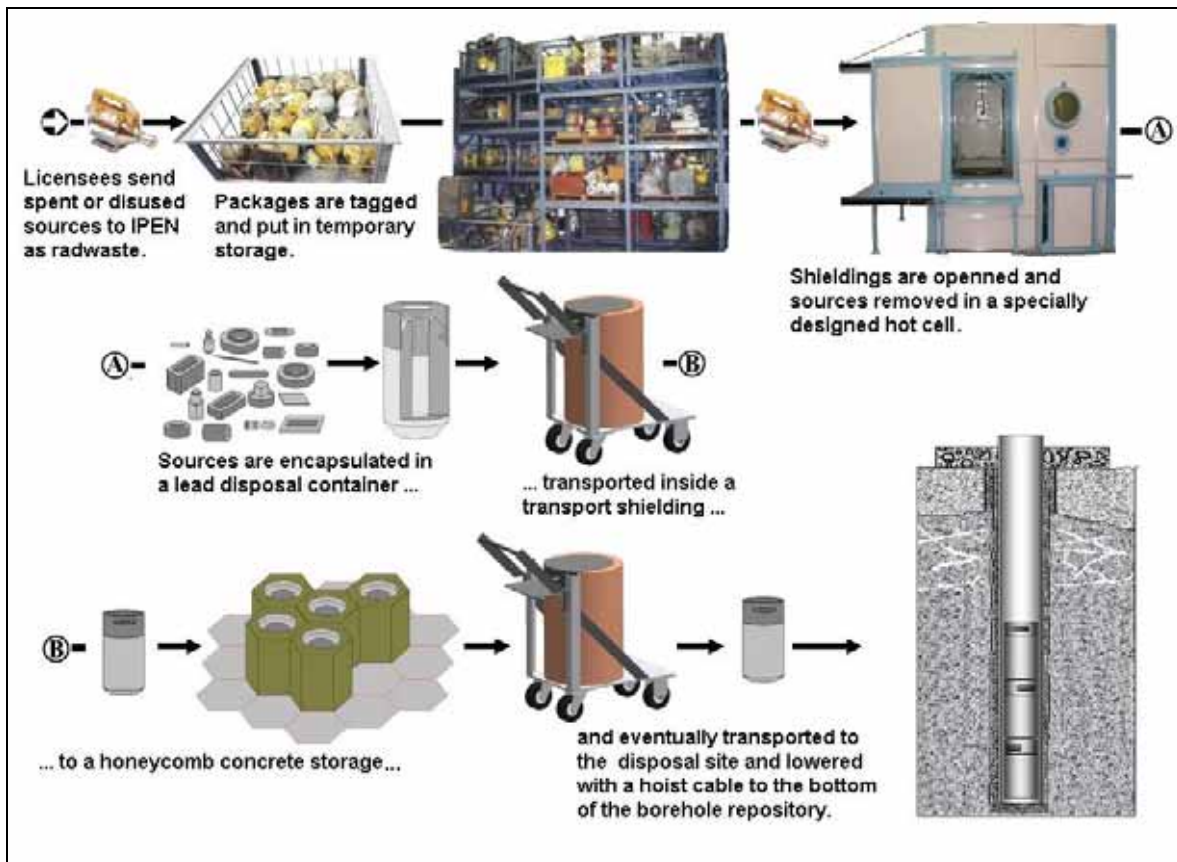 Licensees send
spent or disused
sources to IPEN
as radwaste.
Packages are tagged
and put in temporary
storage.
A
Shieldings are openned and
sources removed in a specially
designed hot cell.
A
Sources are encapsulated in
a lead disposal container ...
B
... transported inside a
transport shielding ...
B
... to a honeycomb concrete storage...
and eventually transported to
the disposal site and lowered
with a hoist cable to the bottom
of the borehole repository.